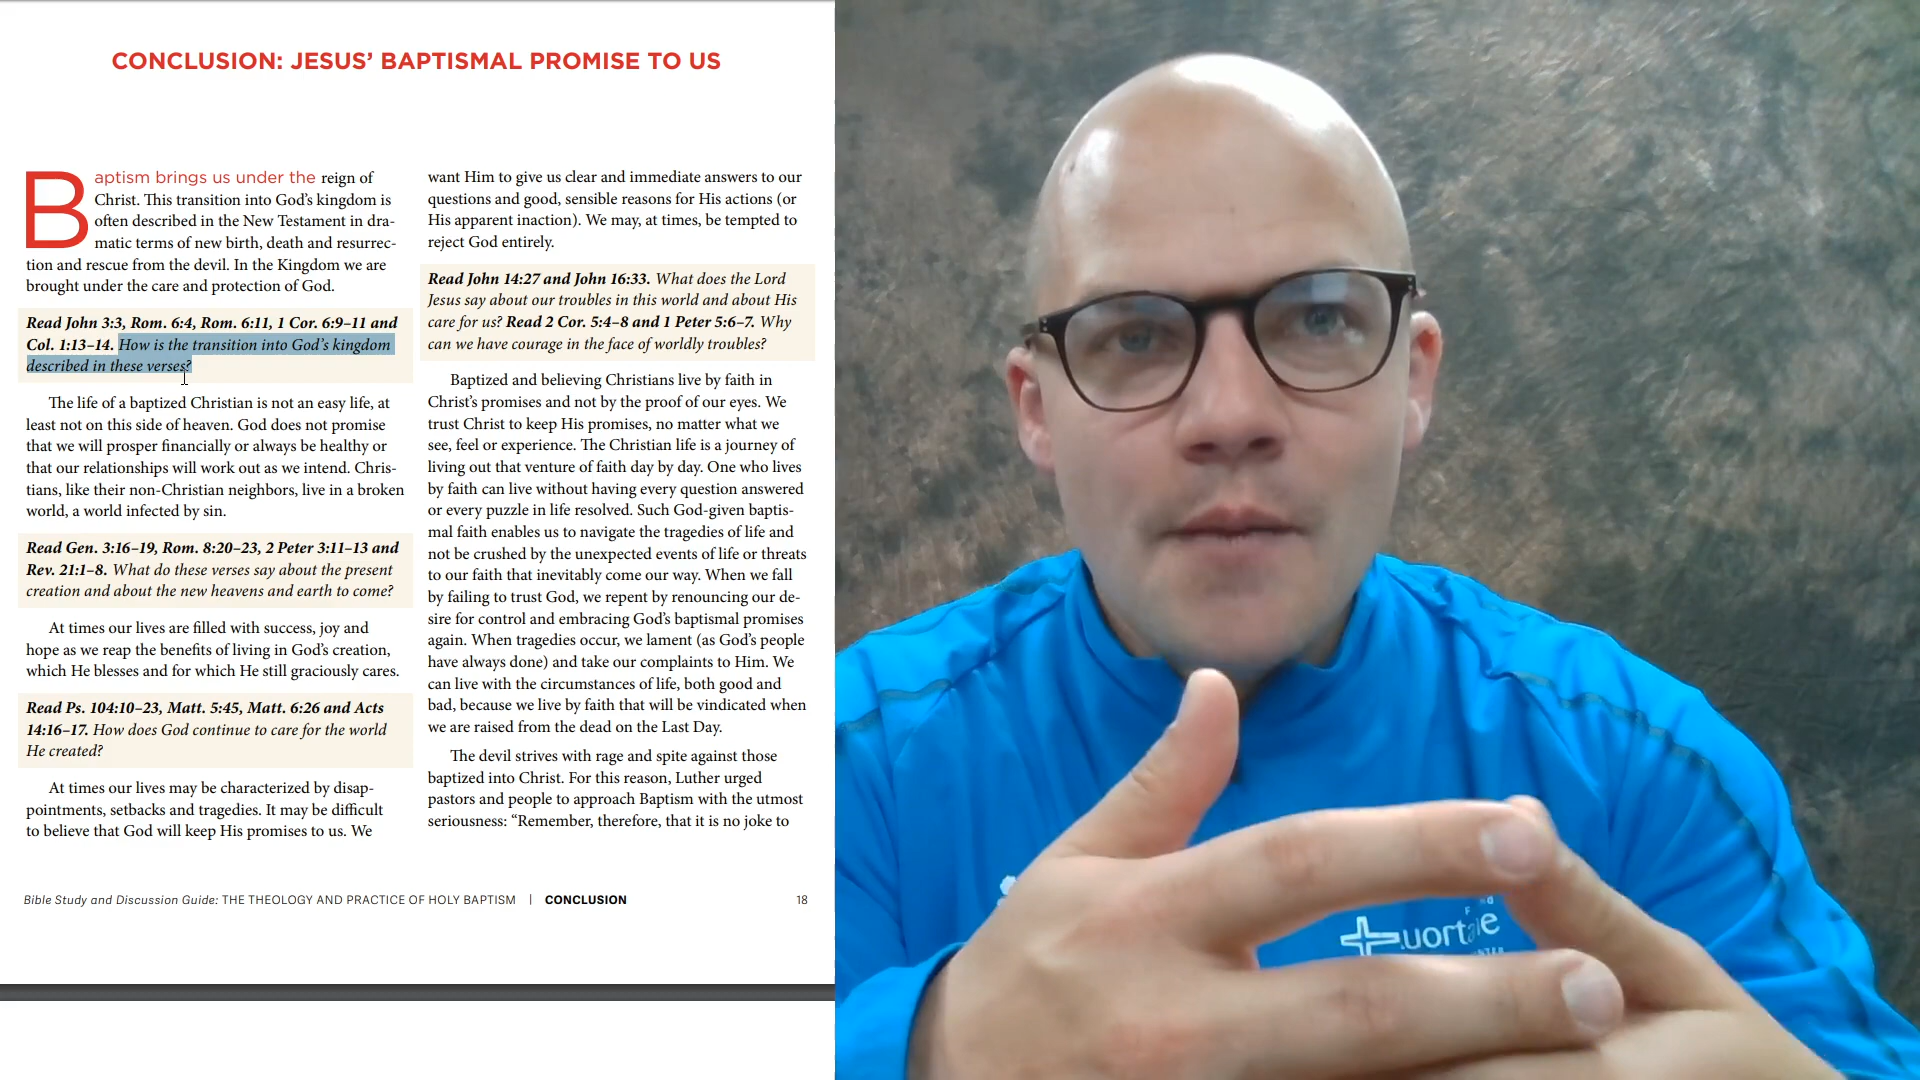 CONCLUSION: JESUS’ BAPTISMAL PROMISE TO US
Baptism brings us under the reign of
Christ. This transition into God’s kingdom is
often described in the New Testament in dra-
matic terms of new birth, death and resurrec-
tion and rescue from the devil. In the Kingdom we are
brought under the care and protection of God.
Read John 3:3, Rom. 6:4, Rom. 6:11, 1 Cor. 6:9–11 and
Col. 1:13–14. How is the transition into God’s kingdom
described in these verses?
The life of a baptized Christian is not an easy life, at
least not on this side of heaven. God does not promise
that we will prosper financially or always be healthy or
that our relationships will work out as we intend. Chris-
tians, like their non-Christian neighbors, live in a broken
world, a world infected by sin.
Read Gen. 3:16–19, Rom. 8:20–23, 2 Peter 3:11–13 and
Rev. 21:1–8. What do these verses say about the present
creation and about the new heavens and earth to come?
At times our lives are filled with success, joy and
hope as we reap the benefits of living in God’s creation,
which He blesses and for which He still graciously cares.
Read Ps. 104:10–23, Matt. 5:45, Matt. 6:26 and Acts
14:16–17. How does God continue to care for the world
He created?
At times our lives may be characterized by disap-
pointments, setbacks and tragedies. It may be difficult
to believe that God will keep His promises to us. We
want Him to give us clear and immediate answers to our
questions and good, sensible reasons for His actions (or
His apparent inaction). We may, at times, be tempted to
reject God entirely.
Read John 14:27 and John 16:33. What does the Lord
Jesus say about our troubles in this world and about His
care for us? Read 2 Cor. 5:4–8 and 1 Peter 5:6–7. Why
can we have courage in the face of worldly troubles?
Baptized and believing Christians live by faith in
Christ’s promises and not by the proof of our eyes. We
trust Christ to keep His promises, no matter what we
see, feel or experience. The Christian life is a journey of
living out that venture of faith day by day. One who lives
by faith can live without having every question answered
or every puzzle in life resolved. Such God-given baptis-
mal faith enables us to navigate the tragedies of life and
not be crushed by the unexpected events of life or threats
to our faith that inevitably come our way. When we fall
by failing to trust God, we repent by renouncing our de-
sire for control and embracing God’s baptismal promises
again. When tragedies occur, we lament (as God’s people
have always done) and take our complaints to Him. We
can live with the circumstances of life, both good and
bad, because we live by faith that will be vindicated when
we are raised from the dead on the Last Day.
The devil strives with rage and spite against those
baptized into Christ. For this reason, Luther urged
pastors and people to approach Baptism with the utmost
seriousness: “Remember, therefore, that it is no joke to
Bible Study and Discussion Guide: THE THEOLOGY AND PRACTICE OF HOLY BAPTISM | CONCLUSION 18